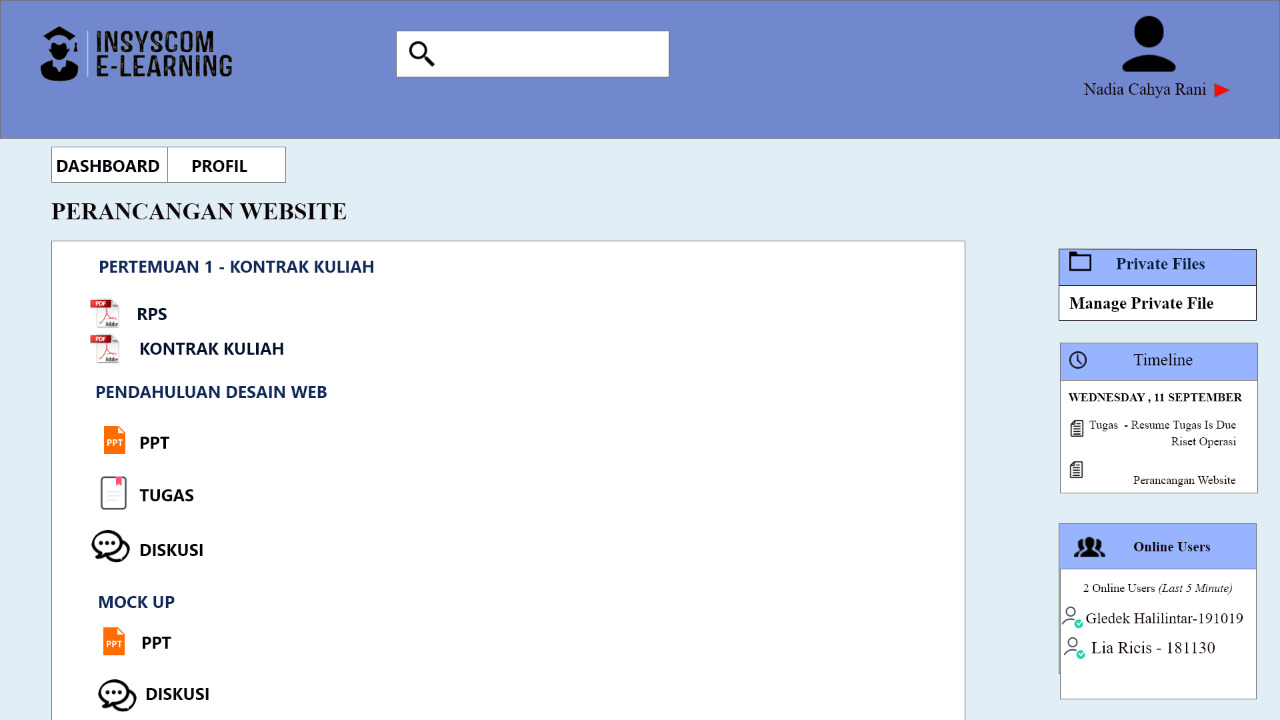 INSYSCOM
E-LEARNING
Nadia Cahya Rani
DASHBOARD PROFIL
PERANCANGAN WEBSITE
PERTEMUAN 1 - KONTRAK KULIAH
PDF RPS
Adobe
PDF KONTRAK KULIAH
Adobe
PENDAHULUAN DESAIN WEB
PPT PPT
TUGAS
DISKUSI
MOCK UP
PPT PPT
DISKUSI
Private Files
Manage Private File
Timeline
WEDNESDAY , 11 SEPTEMBER
Tugas - Resume Tugas Is Due
Riset Operasi
Perancangan Website
Online Users
2 Online Users (Last 5 Minute)
Gledek Halilintar-191019
Lia Ricis - 181130